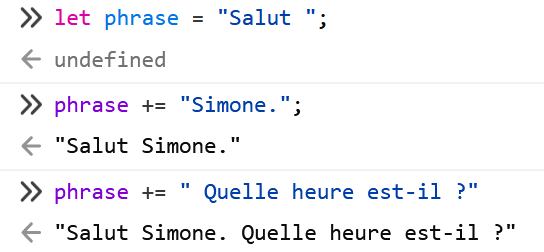 >> let phrase = "Salut ";
← undefined
>> phrase += "Simone.";
← "Salut Simone."
>> phrase += " Quelle heure est-il ?"
← "Salut Simone. Quelle heure est-il ?"